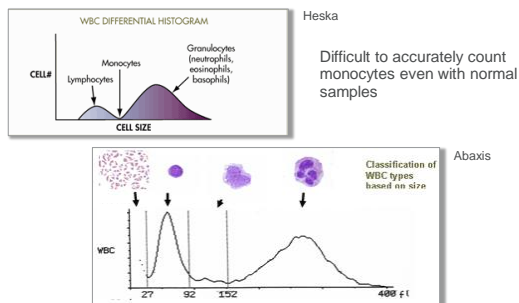 Heska
WBC DIFFERENTIAL HISTOGRAM
CELL#
Lymphocytes
Monocytes
Granulocytes
(neutrophils,
eosinophils,
basophils)
CELL SIZE
Difficult to accurately count
monocytes even with normal
samples
Abaxis
Classification of
WBC types
based on size
WBC
27
92
152
400 fl